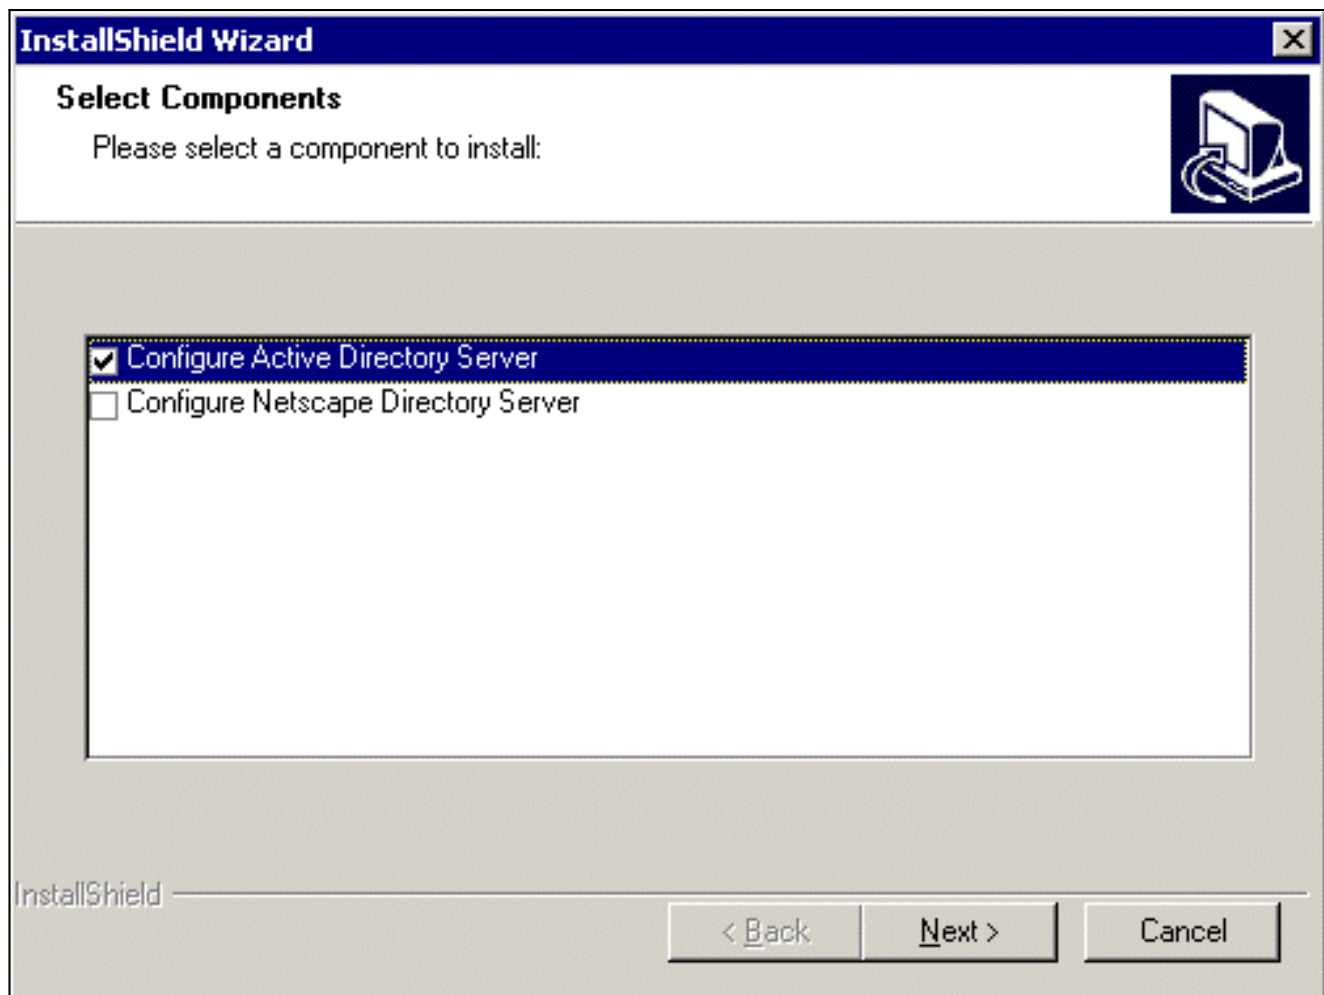 InstallShield Wizard
Select Components
Please select a component to install:
Configure Active Directory Server
Configure Netscape Directory Server
InstallShield
< Back Next > Cancel